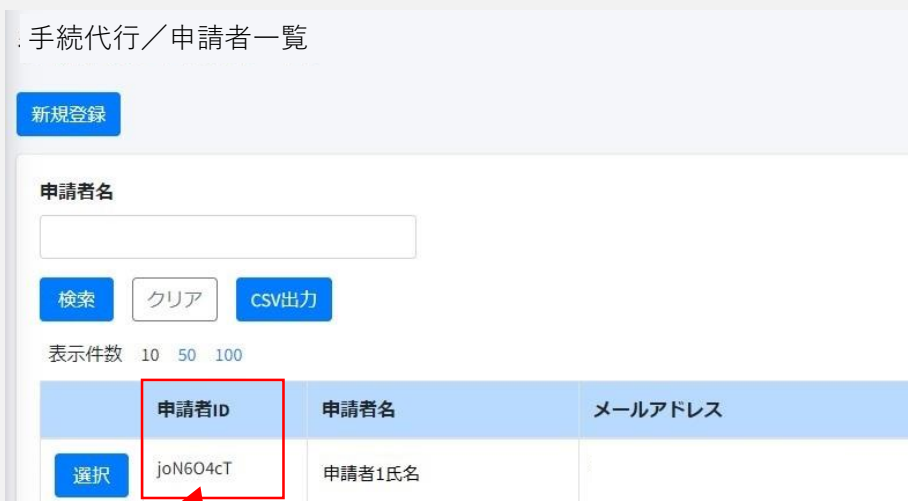 手続代行／申請者一覧
新規登録
申請者名
検索 クリア CSV出力
表示件数 10 50 100
申請者ID 申請者名 メールアドレス
選択 joN6O4cT 申請者1氏名